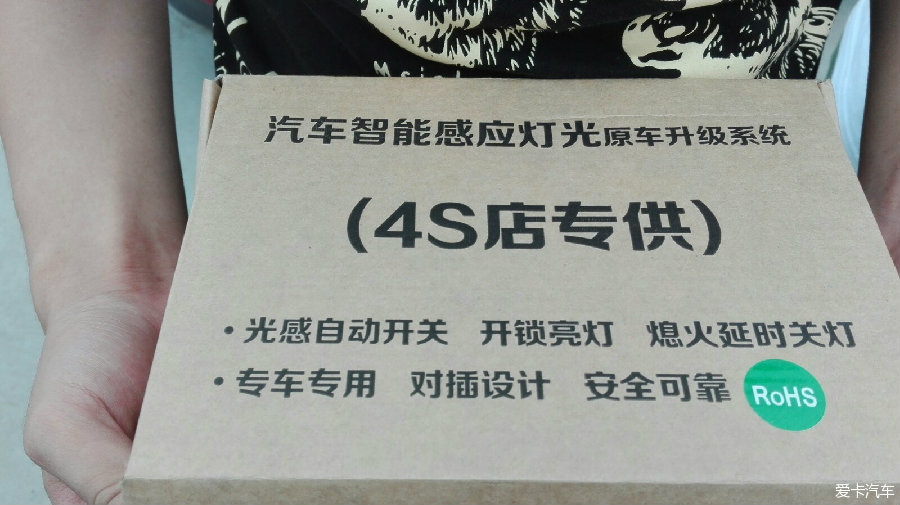 汽车智能感应灯光原车升级系统
(4S店专供)
·光感自动开关 开锁亮灯 熄火延时关灯
·专车专用 对插设计 安全可靠 RoHS
爱卡汽车